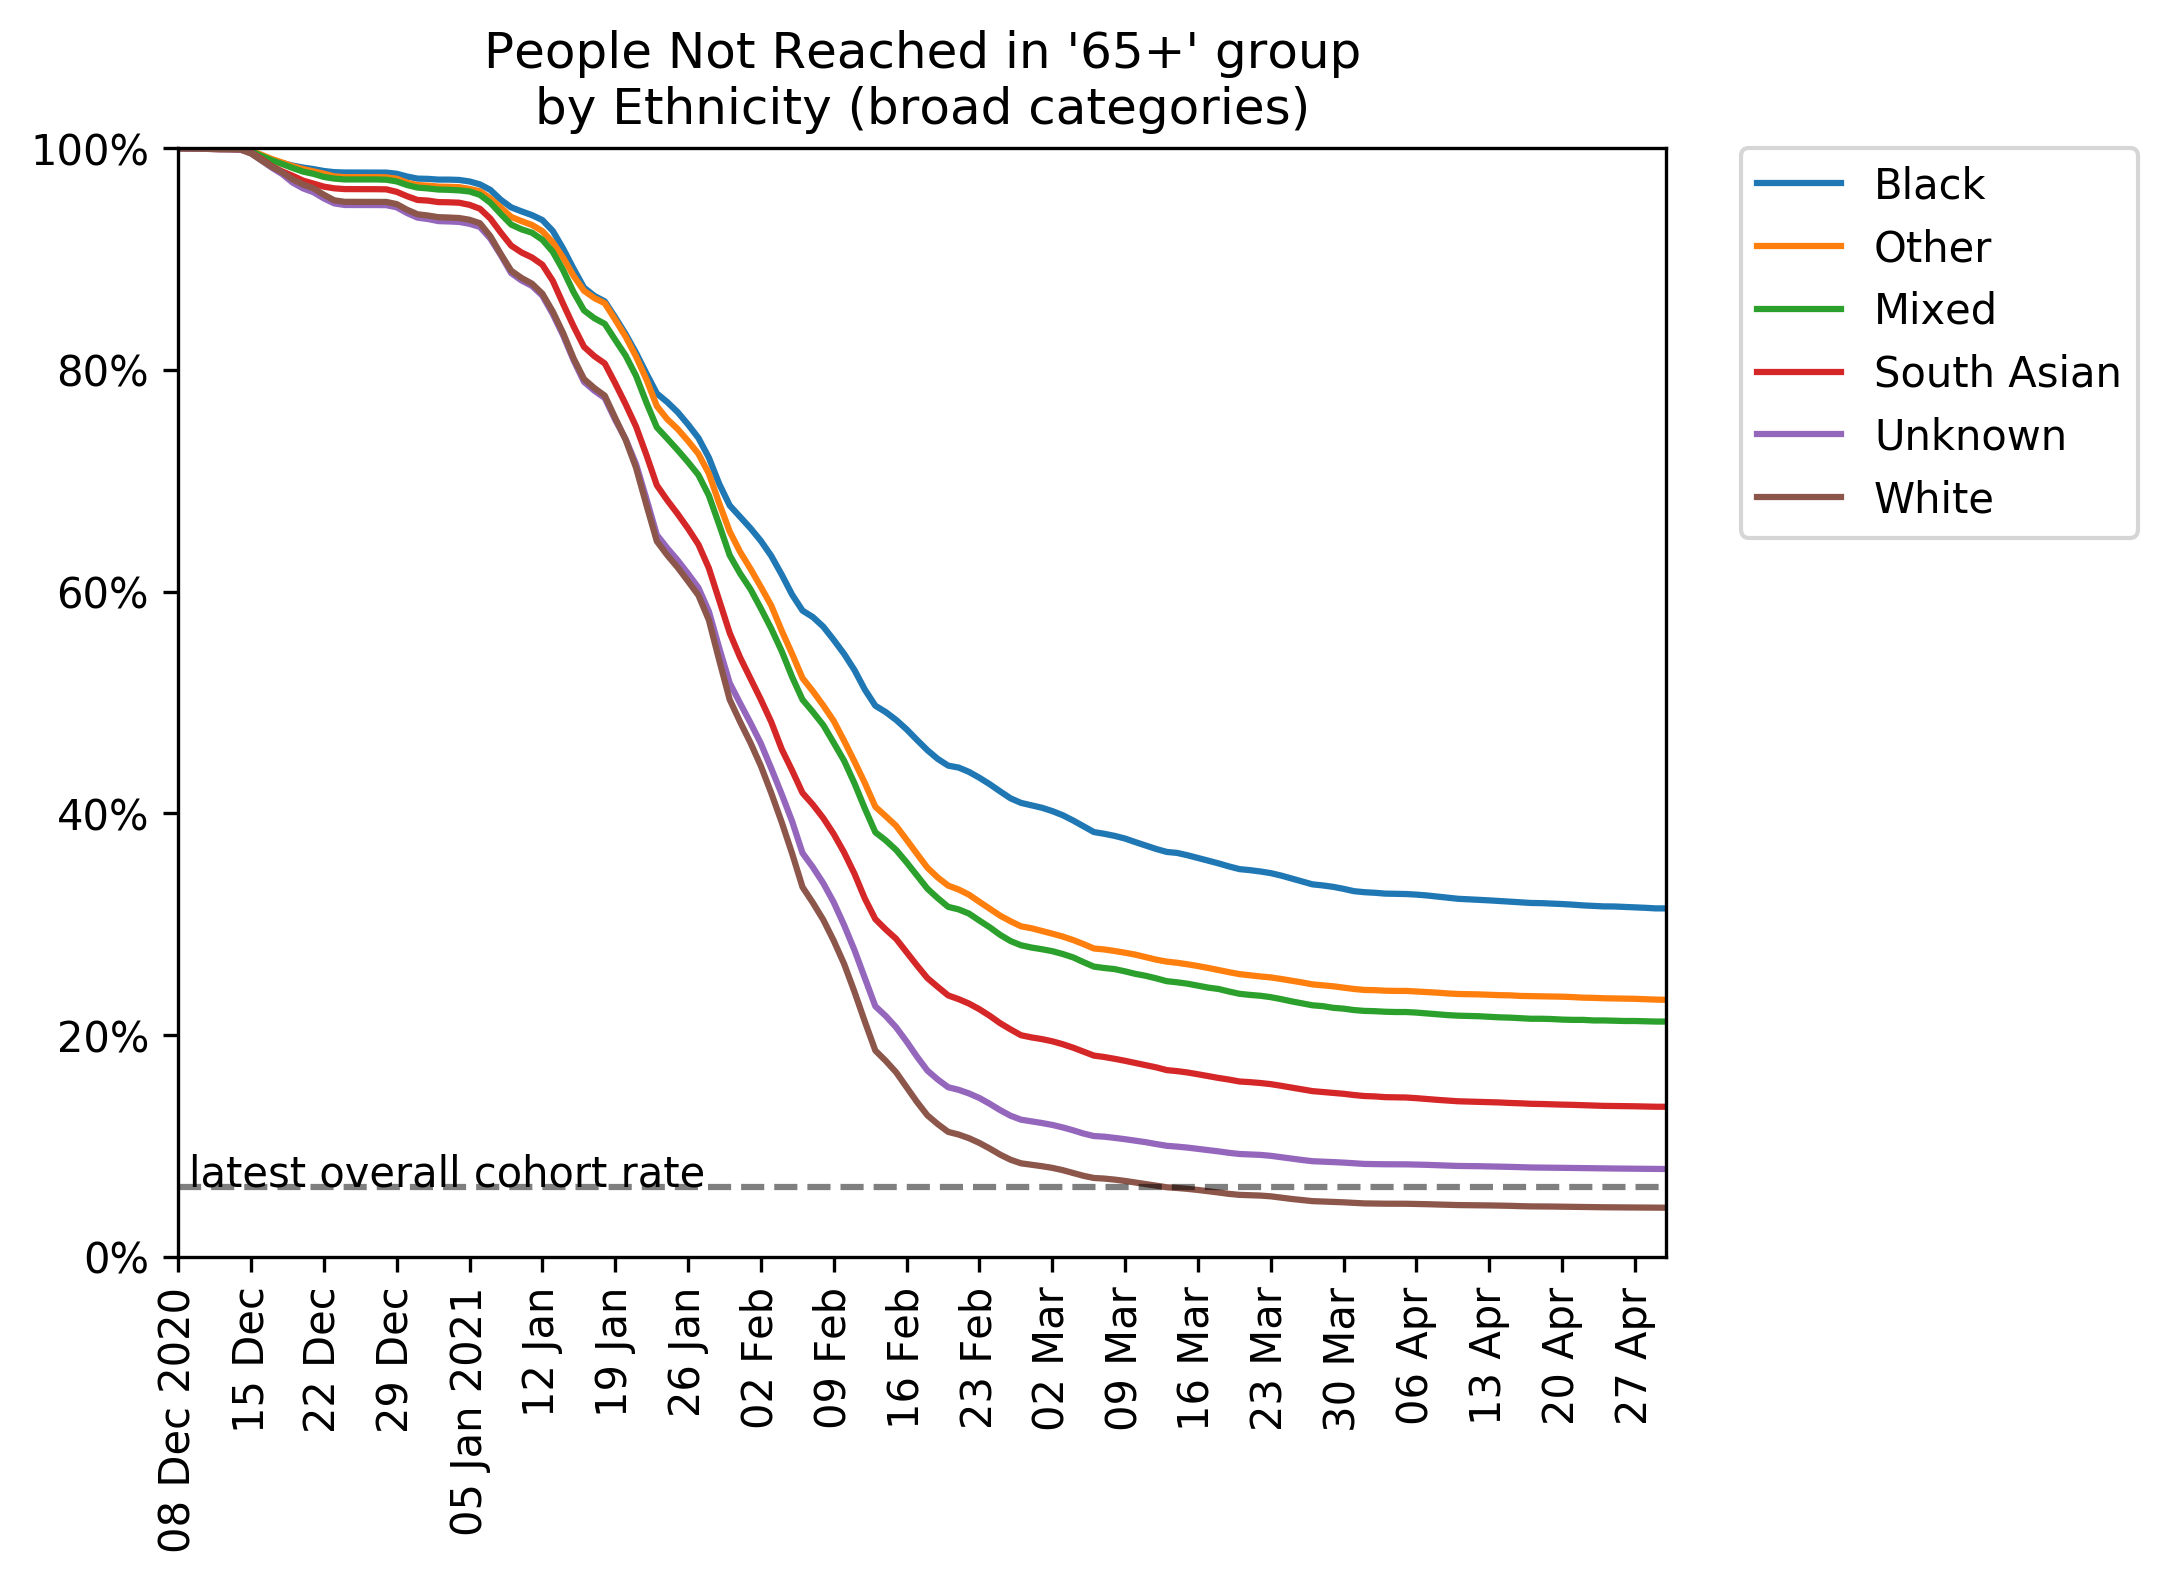 People Not Reached in '65+' group
by Ethnicity (broad categories)
100%
80%
60%
40%
20%
0%
latest overall cohort rate
08 Dec 2020
15 Dec
22 Dec
29 Dec
05 Jan 2021
12 Jan
19 Jan
26 Jan
02 Feb
09 Feb
16 Feb
23 Feb
02 Mar
09 Mar
16 Mar
23 Mar
30 Mar
06 Apr
13 Apr
20 Apr
27 Apr
Black
Other
Mixed
South Asian
Unknown
White